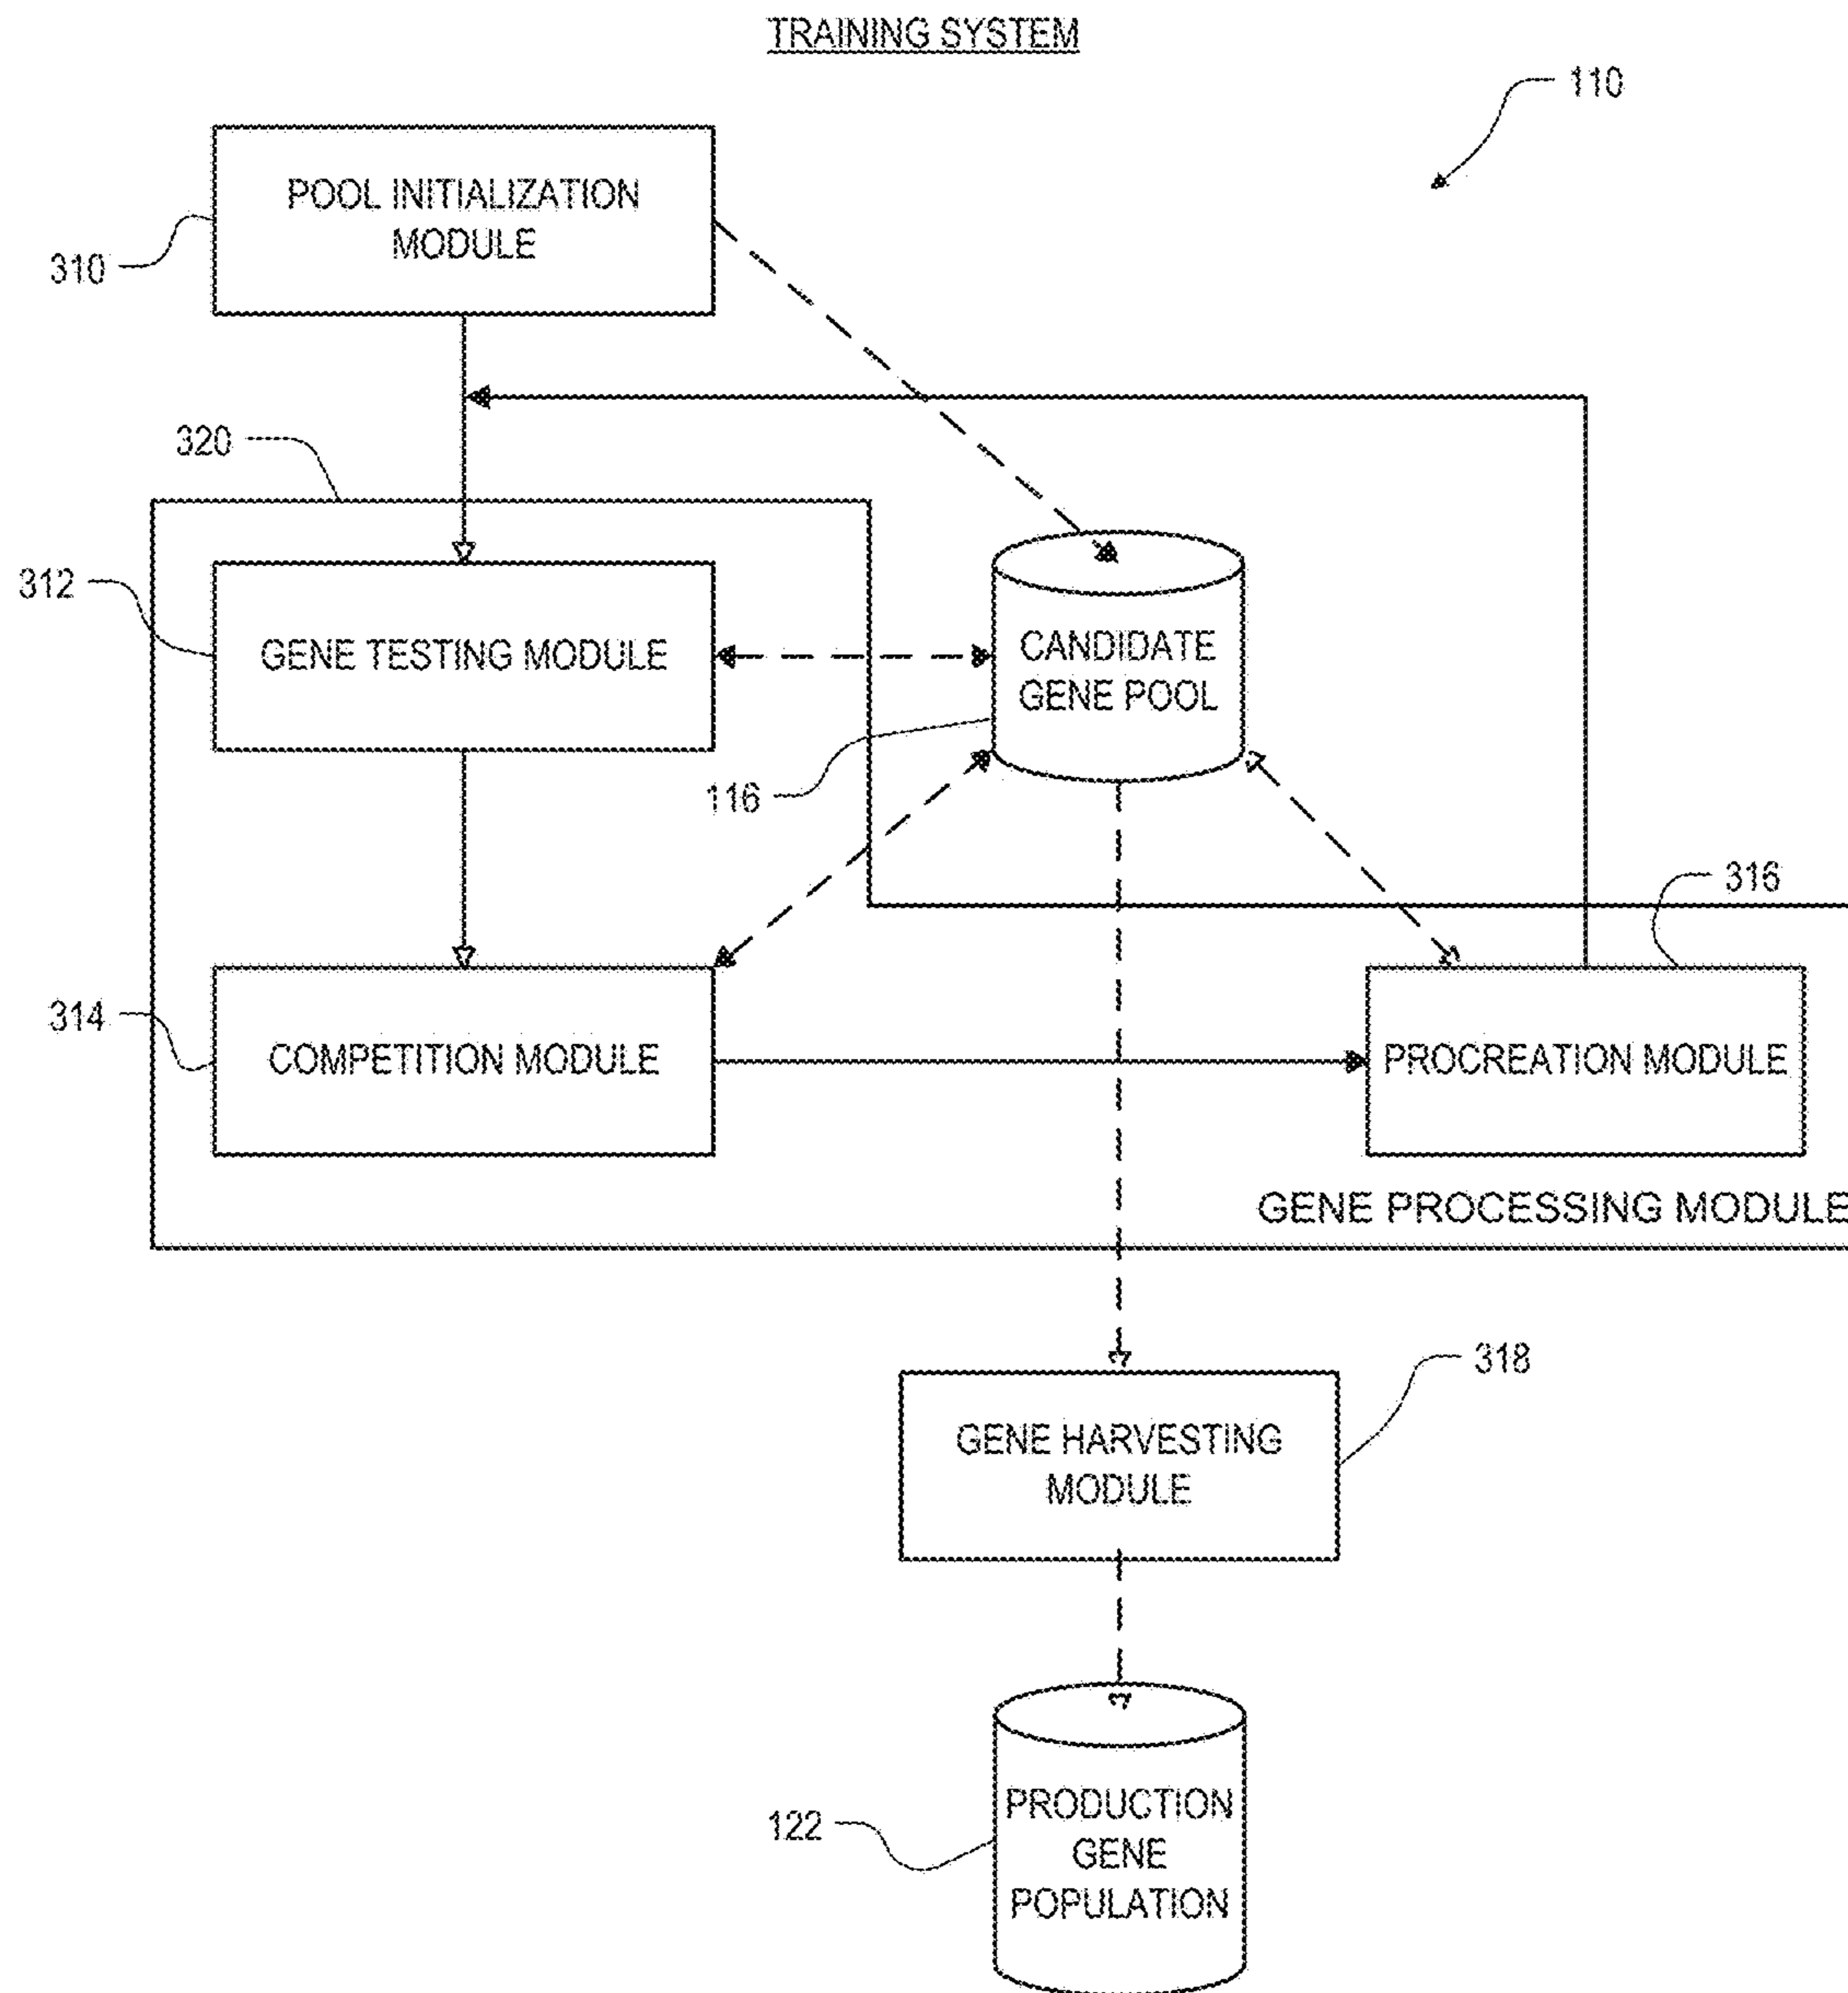 TRAINING SYSTEM
110
POOL INITIALIZATION
MODULE
310
320
312
GENE TESTING MODULE
CANDIDATE
GENE POOL
116
316
314
COMPETITION MODULE
PROCREATION MODULE
GENE PROCESSING MODULE
318
GENE HARVESTING
MODULE
122
PRODUCTION
GENE
POPULATION